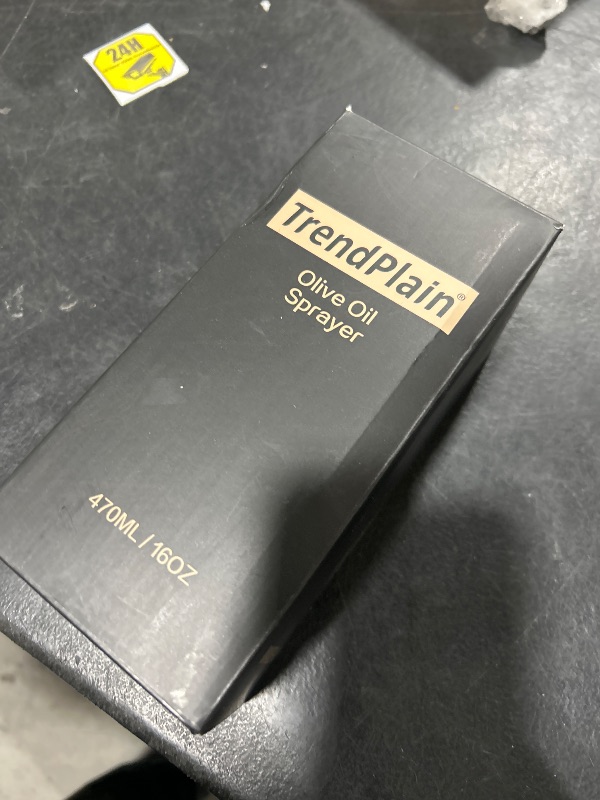 24H
TrendPlain®
Olive Oil
Sprayer
470ML / 16OZ